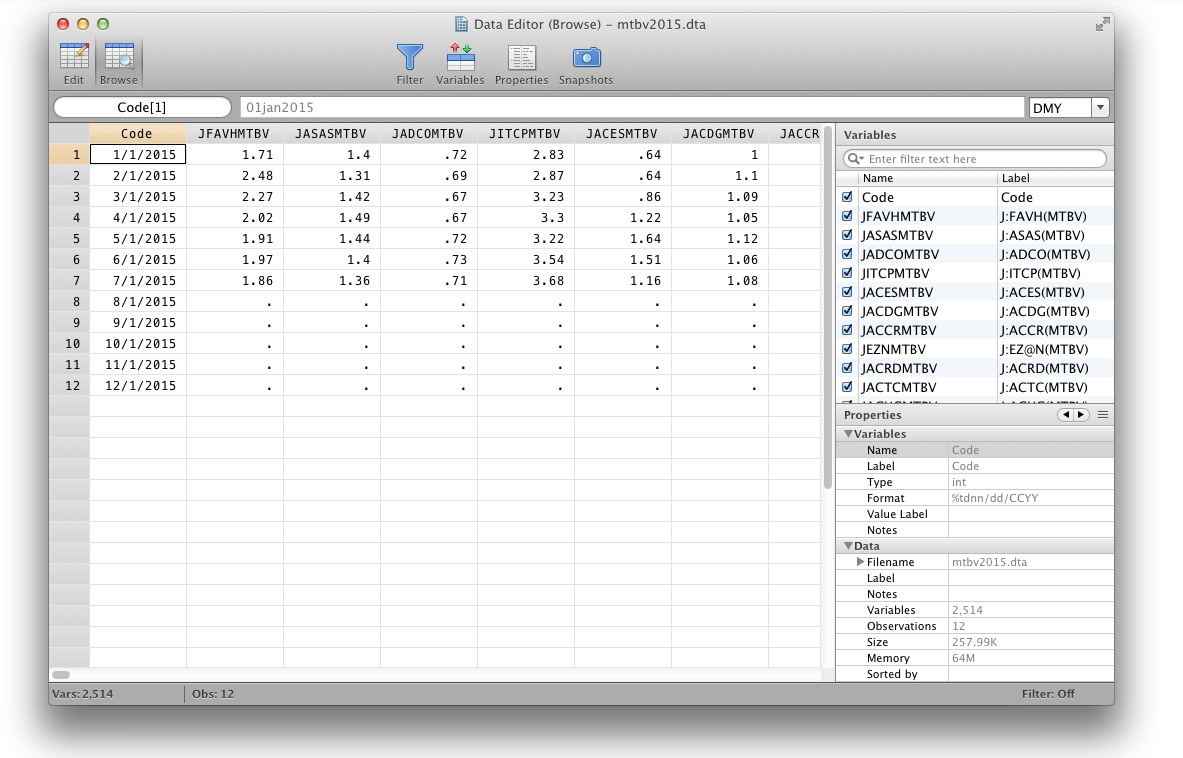 Data Editor (Browse) – mtbv2015.dta
Edit Browse Filter Variables Properties Snapshots
Code[1] 01jan2015 DMY
Code JFAVHMTBV JASASMTBV JADCOMTBV JITCPMTBV JACESMTBV JACDGMTBV JACCR
1 1/1/2015 1.71 1.4 .72 2.83 .64 1
2 2/1/2015 2.48 1.31 .69 2.87 .64 1.1
3 3/1/2015 2.27 1.42 .67 3.23 .86 1.09
4 4/1/2015 2.02 1.49 .67 3.3 1.22 1.05
5 5/1/2015 1.91 1.44 .72 3.22 1.64 1.12
6 6/1/2015 1.97 1.4 .73 3.54 1.51 1.06
7 7/1/2015 1.86 1.36 .71 3.68 1.16 1.08
8 8/1/2015 . . . . . .
9 9/1/2015 . . . . . .
10 10/1/2015 . . . . . .
11 11/1/2015 . . . . . .
12 12/1/2015 . . . . . .
Variables
Enter filter text here
Name Label
Code Code
JFAVHMTBV J:FAVH(MTBV)
JASASMTBV J:ASAS(MTBV)
JADCOMTBV J:ADCO(MTBV)
JITCPMTBV J:ITCP(MTBV)
JACESMTBV J:ACES(MTBV)
JACDGMTBV J:ACDG(MTBV)
JACCRMTBV J:ACCR(MTBV)
JEZNMTBV J:EZ@N(MTBV)
JACRDMTBV J:ACRD(MTBV)
JACTCMTBV J:ACTC(MTBV)
Properties
Variables
Name Code
Label Code
Type int
Format %tdnn/dd/CCYY
Value Label
Notes
Data
Filename mtbv2015.dta
Label
Notes
Variables 2,514
Observations 12
Size 257.99K
Memory 64M
Sorted by
Vars: 2,514 Obs: 12 Filter: Off